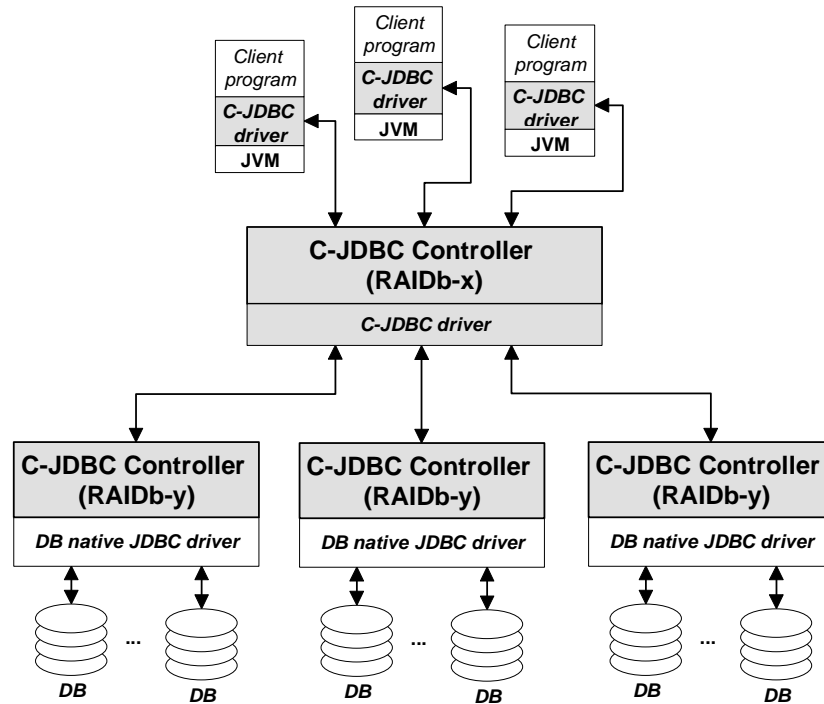 Client
program
C-JDBC
driver
JVM
Client
program
C-JDBC
driver
JVM
Client
program
C-JDBC
driver
JVM
C-JDBC Controller
(RAIDb-x)
C-JDBC driver
C-JDBC Controller
(RAIDb-y)
DB native JDBC driver
C-JDBC Controller
(RAIDb-y)
DB native JDBC driver
C-JDBC Controller
(RAIDb-y)
DB native JDBC driver
...
DB
DB
...
DB
DB
...
DB
DB